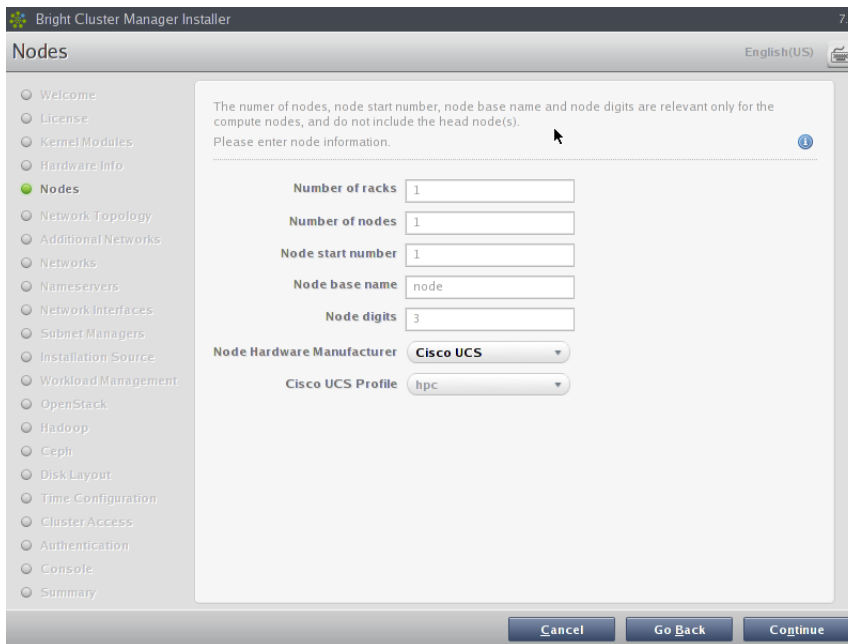 Bright Cluster Manager Installer
7.
Nodes
English(US)
Welcome
License
Kernel Modules
Hardware Info
Nodes
Network Topology
Additional Networks
Networks
Nameservers
Network Interfaces
Subnet Managers
Installation Source
Workload Management
OpenStack
Hadoop
Ceph
Disk Layout
Time Configuration
Cluster Access
Authentication
Console
Summary
The numer of nodes, node start number, node base name and node digits are relevant only for the
compute nodes, and do not include the head node(s).
Please enter node information.
Number of racks 1
Number of nodes 1
Node start number 1
Node base name node
Node digits 3
Node Hardware Manufacturer Cisco UCS
Cisco UCS Profile hpc
Cancel Go Back Continue